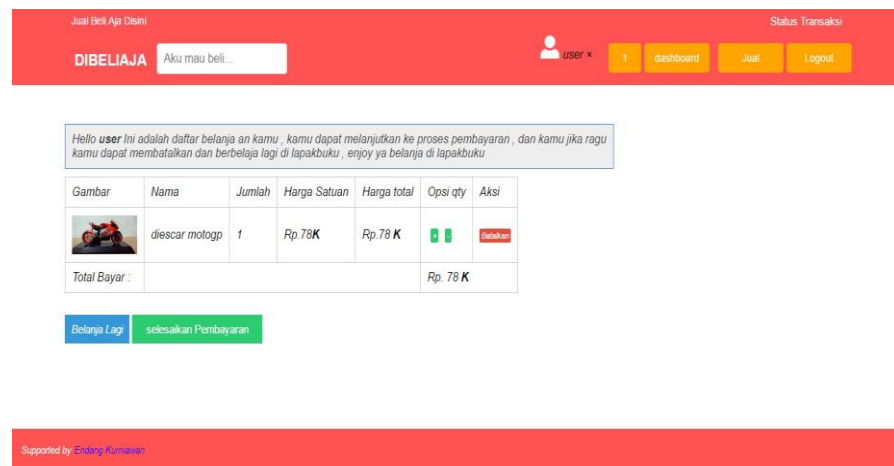 Jual Beli Aja Disini
Status Transaksi
DIBELIAJA Aku mau beli...
user × 1 dashboard Jual Logout
Hello user Ini adalah daftar belanja an kamu , kamu dapat melanjutkan ke proses pembayaran , dan kamu jika ragu
kamu dapat membatalkan dan berbelaja lagi di lapakbuku , enjoy ya belanja di lapakbuku
Gambar Nama Jumlah Harga Satuan Harga total Opsi qty Aksi
diescar motogp 1 Rp.78K Rp.78 K + - Batalkan
Total Bayar : Rp. 78 K
Belanja Lagi selesaikan Pembayaran
Supported by Endang Kurniawan